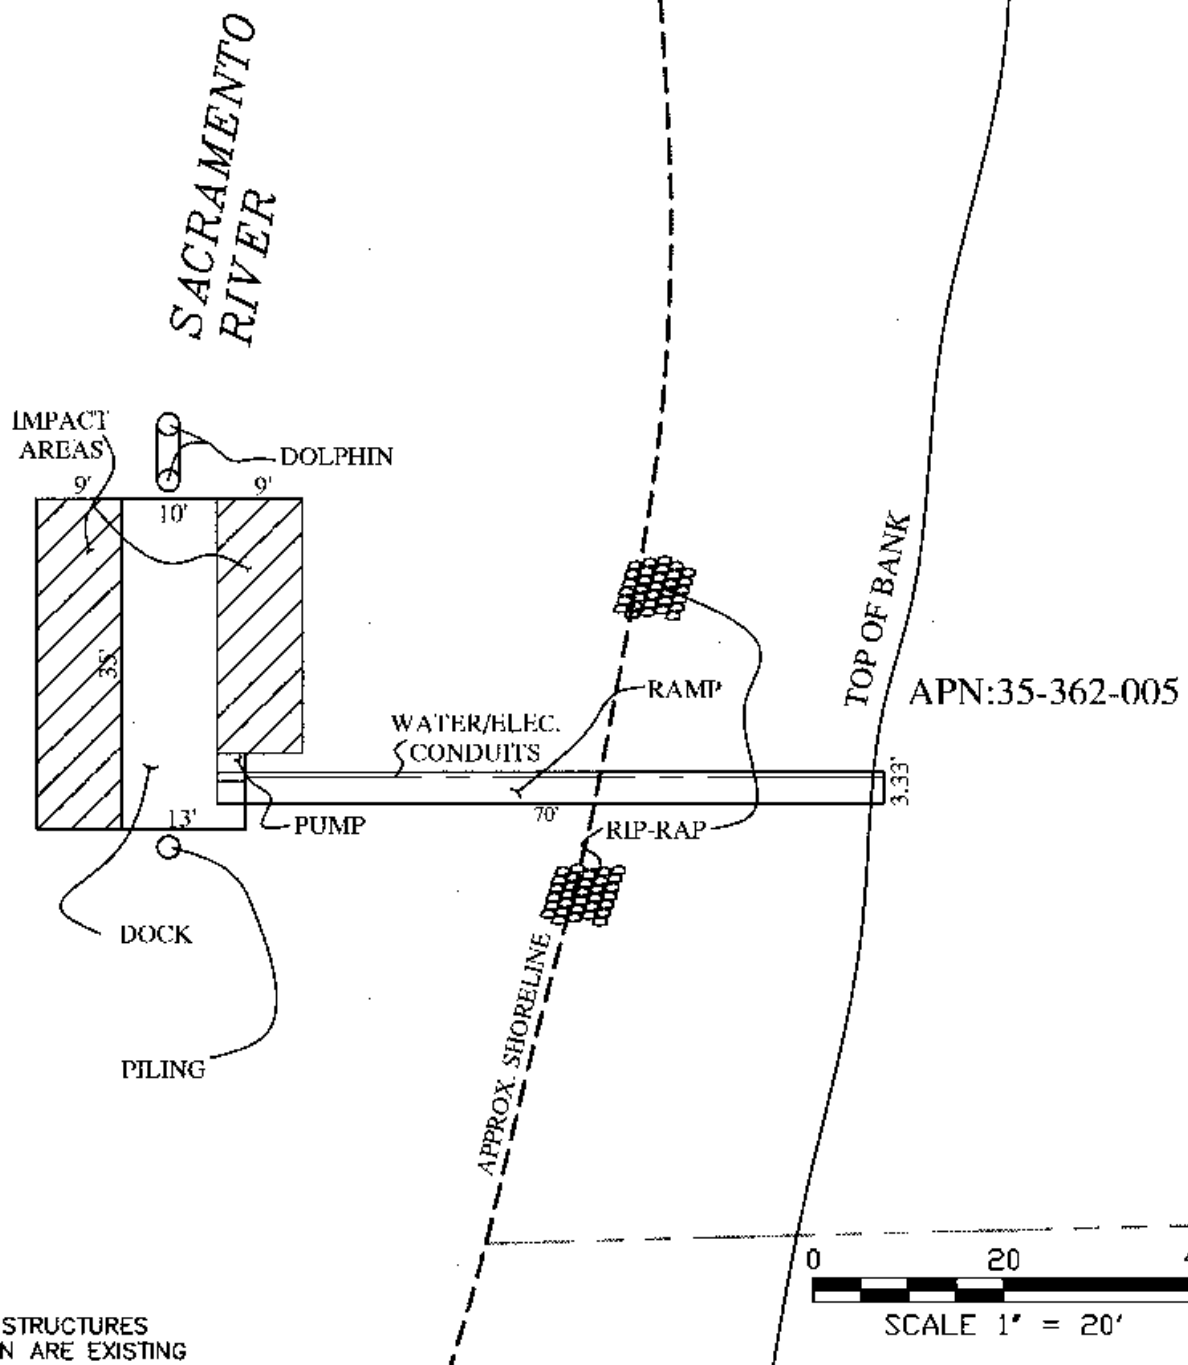 SACRAMENTO
RIVER
IMPACT
AREAS
DOLPHIN
9'
9'
10'
35'
TOP OF BANK
APN:35-362-005
RAMP
WATER/ELEC.
CONDUITS
3.33'
70'
13'
PUMP
RIP-RAP
DOCK
APPROX. SHORELINE
PILING
0 20
SCALE 1" = 20'
STRUCTURES
ARE EXISTING